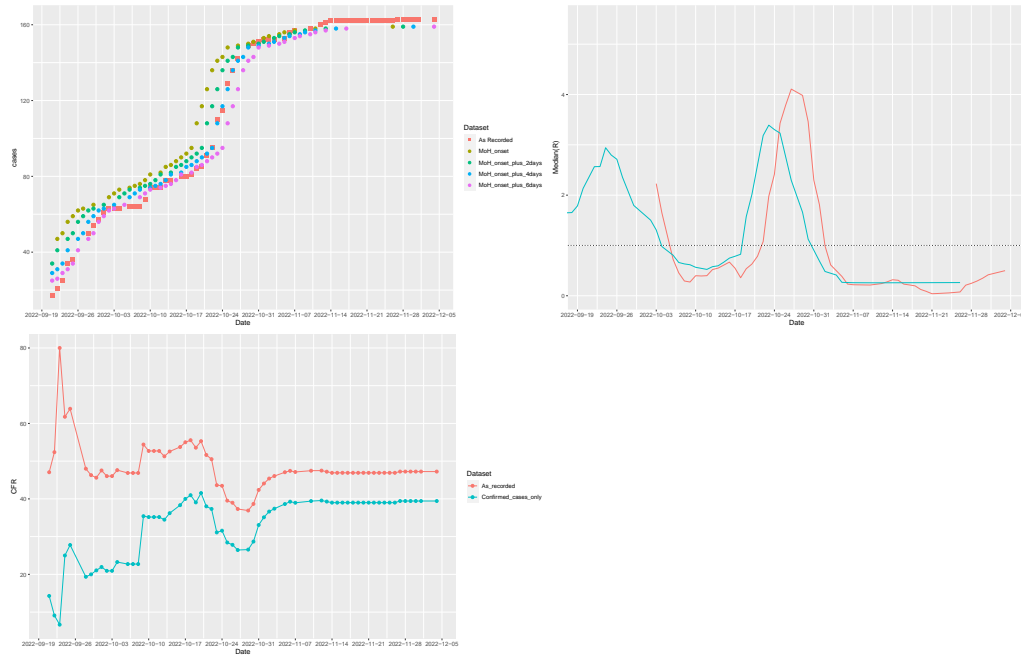 160
120
80
40
cases
2022−09−19 2022−09−26 2022−10−03 2022−10−10 2022−10−17 2022−10−24 2022−10−31 2022−11−07 2022−11−14 2022−11−21 2022−11−28 2022−12−05
Date
Dataset
As Recorded
MoH_onset
MoH_onset_plus_2days
MoH_onset_plus_4days
MoH_onset_plus_6days
4
2
0
Median(R)
2022−09−19 2022−09−26 2022−10−03 2022−10−10 2022−10−17 2022−10−24 2022−10−31 2022−11−07 2022−11−14 2022−11−21 2022−11−28 2022−12−0
Date
80
60
40
20
CFR
2022−09−19 2022−09−26 2022−10−03 2022−10−10 2022−10−17 2022−10−24 2022−10−31 2022−11−07 2022−11−14 2022−11−21 2022−11−28 2022−12−05
Date
Dataset
As_recorded
Confirmed_cases_only